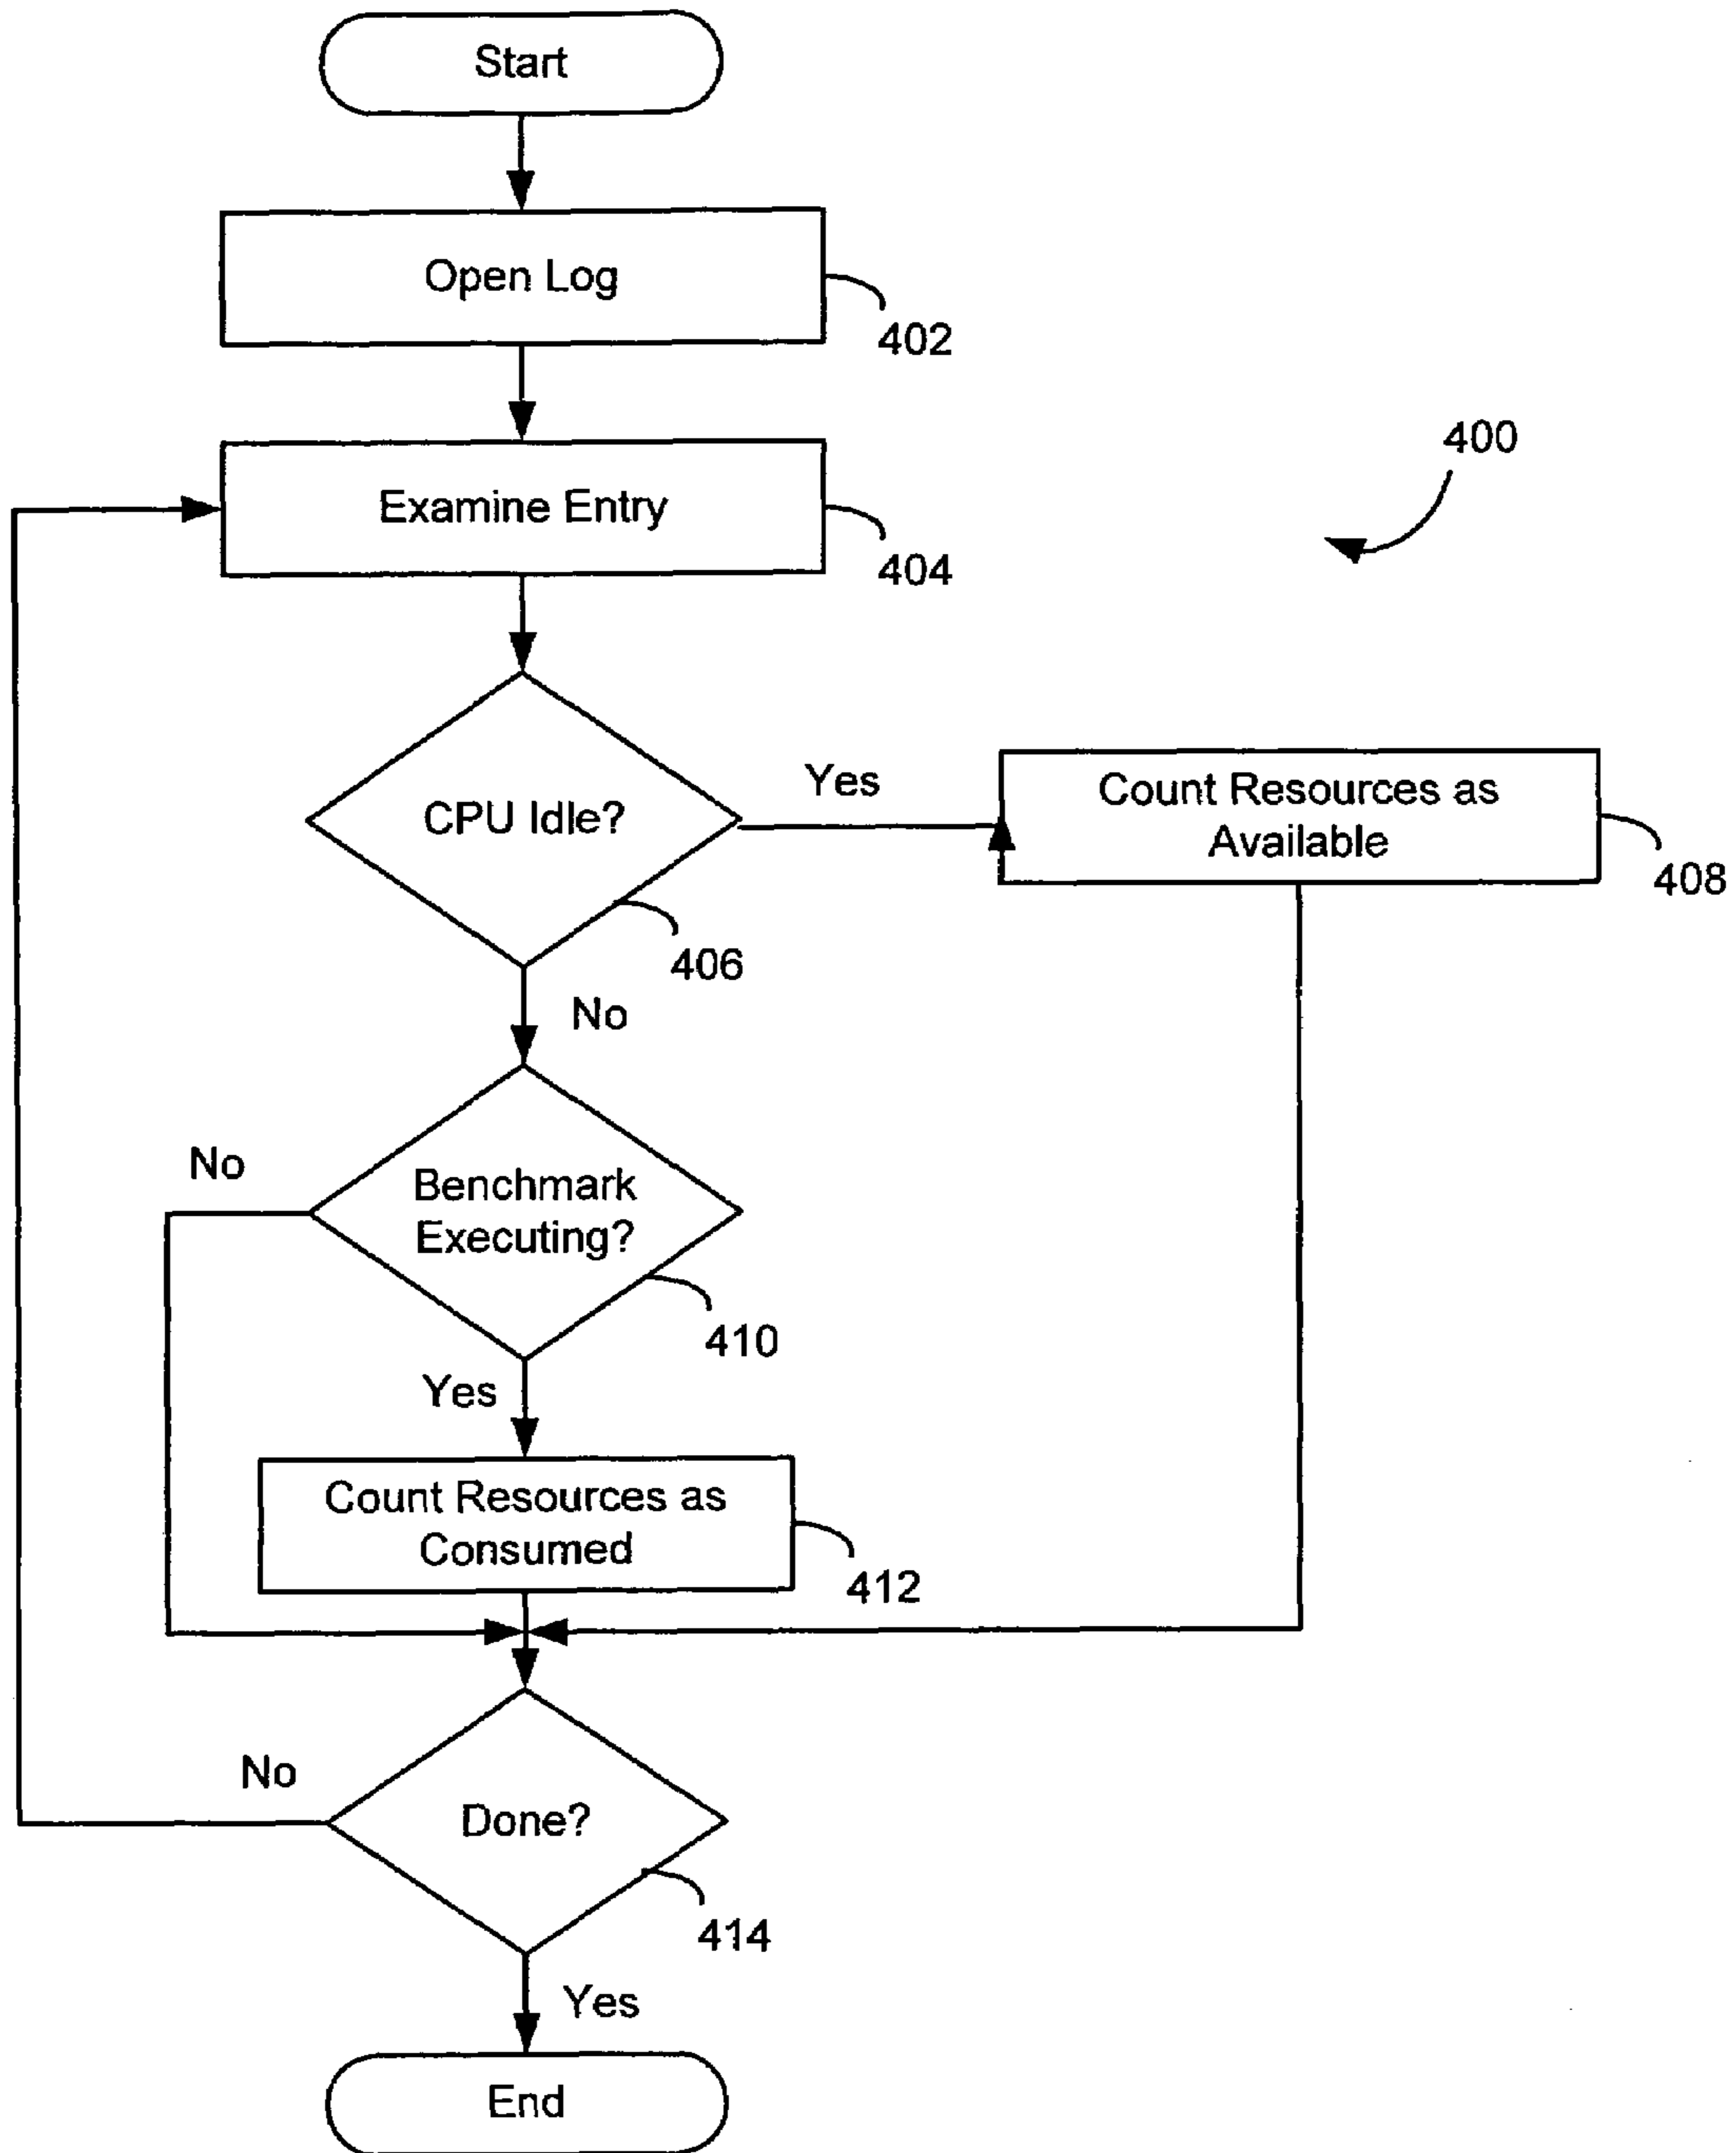 Start
Open Log
402
400
Examine Entry
404
CPU Idle?
Yes
Count Resources as
Available
408
406
No
No
Benchmark
Executing?
410
Yes
Count Resources as
Consumed
412
No
Done?
414
Yes
End